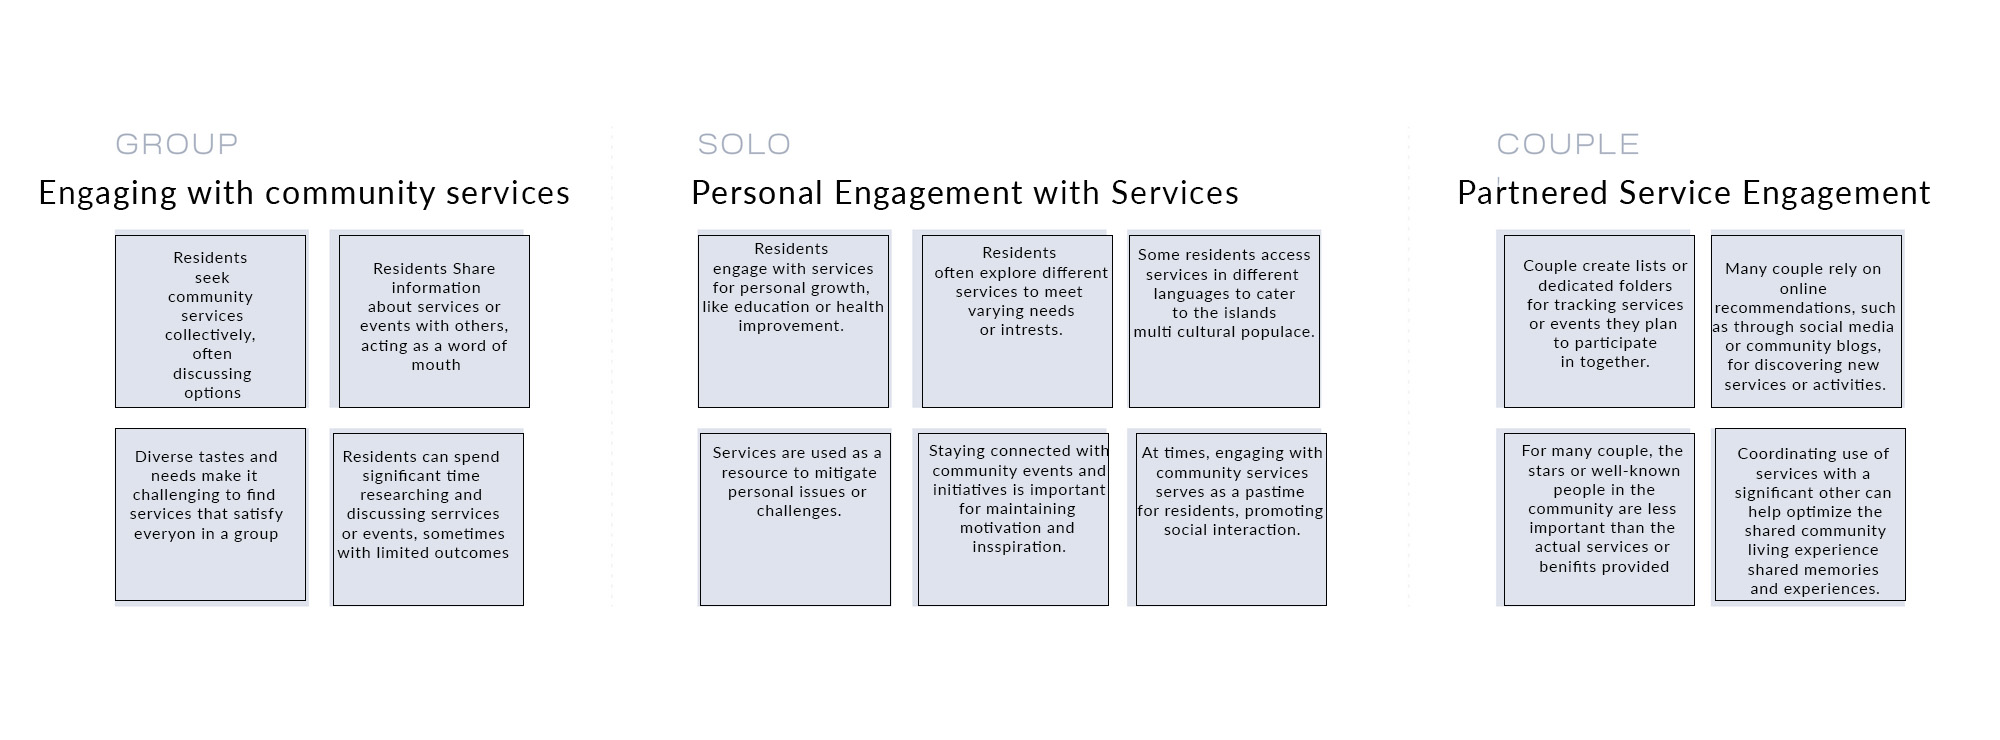 GROUP
Engaging with community services
Residents
seek
community
services
collectively,
often
discussing
options
Residents Share
information
about services or
events with others,
acting as a word of
mouth
Diverse tastes and
needs make it
challenging to find
services that satisfy
everyon in a group
Residents can spend
significant time
researching and
discussing serrvices
or events, sometimes
with limited outcomes
SOLO
Personal Engagement with Services
Residents
engage with services
for personal growth,
like education or health
improvement.
Residents
often explore different
services to meet
varying needs
or intrests.
Some residents access
services in different
languages to cater
to the islands
multi cultural populace.
Services are used as a
resource to mitigate
personal issues or
challenges.
Staying connected with
community events and
initiatives is important
for maintaining
motivation and
insspiration.
At times, engaging with
community services
serves as a pastime
for residents, promoting
social interaction.
COUPLE
Partnered Service Engagement
Couple create lists or
dedicated folders
for tracking services
or events they plan
to participate
in together.
Many couple rely on
online
recommendations, such
as through social media
or community blogs,
for discovering new
services or activities.
For many couple, the
stars or well-known
people in the
community are less
important than the
actual services or
benifits provided
Coordinating use of
services with a
significant other can
help optimize the
shared community
living experience
shared memories
and experiences.